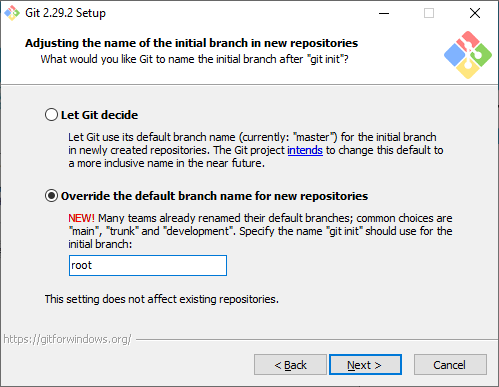 Git 2.29.2 Setup
Adjusting the name of the initial branch in new repositories
What would you like Git to name the initial branch after "git init"?
Let Git decide
Let Git use its default branch name (currently: "master") for the initial branch
in newly created repositories. The Git project intends to change this default to
a more inclusive name in the near future.
Override the default branch name for new repositories
NEW! Many teams already renamed their default branches; common choices are
"main", "trunk" and "development". Specify the name "git init" should use for the
initial branch:
root
This setting does not affect existing repositories.
https://gitforwindows.org/
< Back
Next >
Cancel